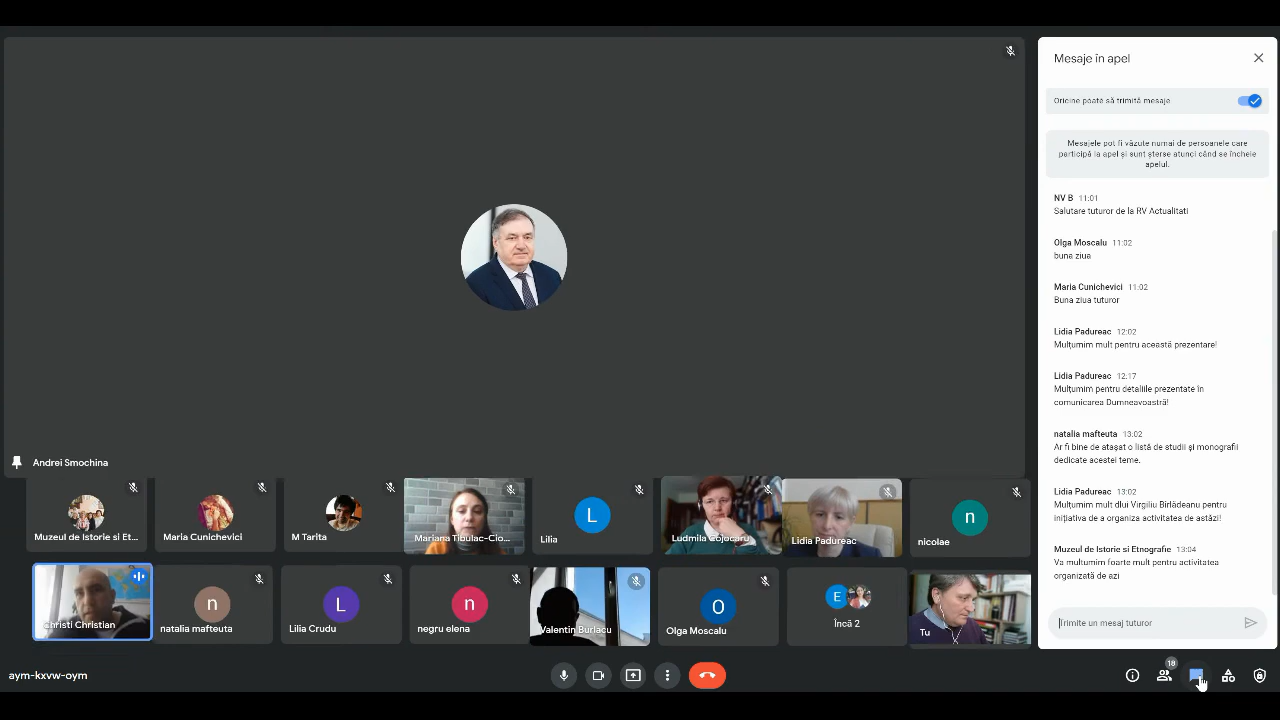 Andrei Smochina
Muzeul de Istorie si Et...
Maria Cunichevici
M Tarita
Mariana Tibulac-Cio...
L
Lilia
Ludmila Cojocaru
Lidia Padureac
n
nicolae
Christi Christian
n
natalia mafteuta
L
Lilia Crudu
n
negru elena
Valentin Burlacu
O
Olga Moscalu
E
Încă 2
Tu
aym-kxvw-oym
18
Mesaje în apel
Oricine poate să trimită mesaje
Mesajele pot fi văzute numai de persoanele care
participă la apel și sunt șterse atunci când se încheie
apelul.
NV B 11:01
Salutare tuturor de la RV Actualitati
Olga Moscalu 11:02
buna ziua
Maria Cunichevici 11:02
Buna ziua tuturor
Lidia Padureac 12:02
Mulțumim mult pentru această prezentare!
Lidia Padureac 12:17
Mulțumim pentru detaliile prezentate în
comunicarea Dumneavoastră!
natalia mafteuta 13:02
Ar fi bine de atașat o listă de studii și monografii
dedicate acestei teme.
Lidia Padureac 13:02
Mulțumim mult dlui Virgiliu Bîrlădeanu pentru
inițiativa de a organiza activitatea de astăzi!
Muzeul de Istorie si Etnografie 13:04
Va multumim foarte mult pentru activitatea
organizată de azi
Trimite un mesaj tuturor